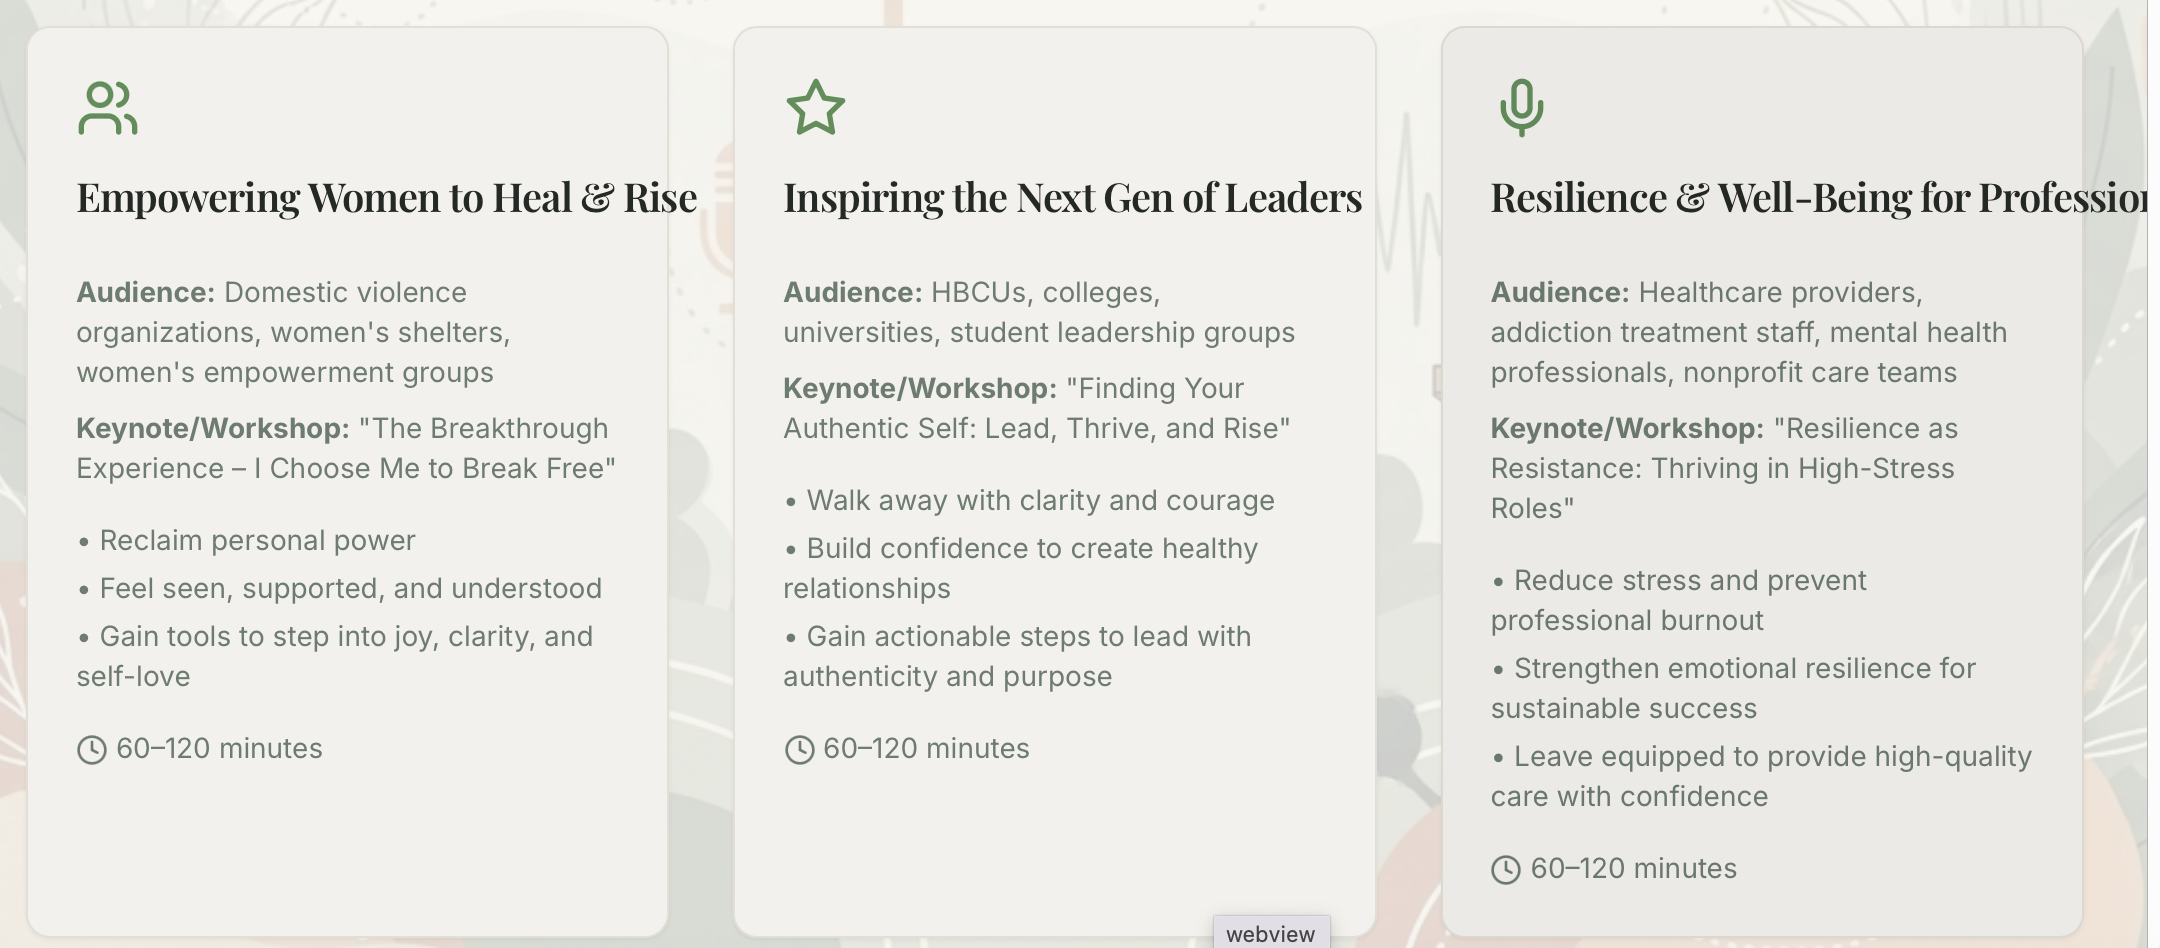 Empowering Women to Heal & Rise
Audience: Domestic violence
organizations, women's shelters,
women's empowerment groups
Keynote/Workshop: "The Breakthrough
Experience – I Choose Me to Break Free"
• Reclaim personal power
• Feel seen, supported, and understood
• Gain tools to step into joy, clarity, and
self-love
60–120 minutes
Inspiring the Next Gen of Leaders
Audience: HBCUs, colleges,
universities, student leadership groups
Keynote/Workshop: "Finding Your
Authentic Self: Lead, Thrive, and Rise"
• Walk away with clarity and courage
• Build confidence to create healthy
relationships
• Gain actionable steps to lead with
authenticity and purpose
60–120 minutes
Resilience & Well-Being for
Audience: Healthcare providers,
addiction treatment staff, mental health
professionals, nonprofit care teams
Keynote/Workshop: "Resilience as
Resistance: Thriving in High-Stress
Roles"
• Reduce stress and prevent
professional burnout
• Strengthen emotional resilience for
sustainable success
• Leave equipped to provide high-quality
care with confidence
60–120 minutes
webview